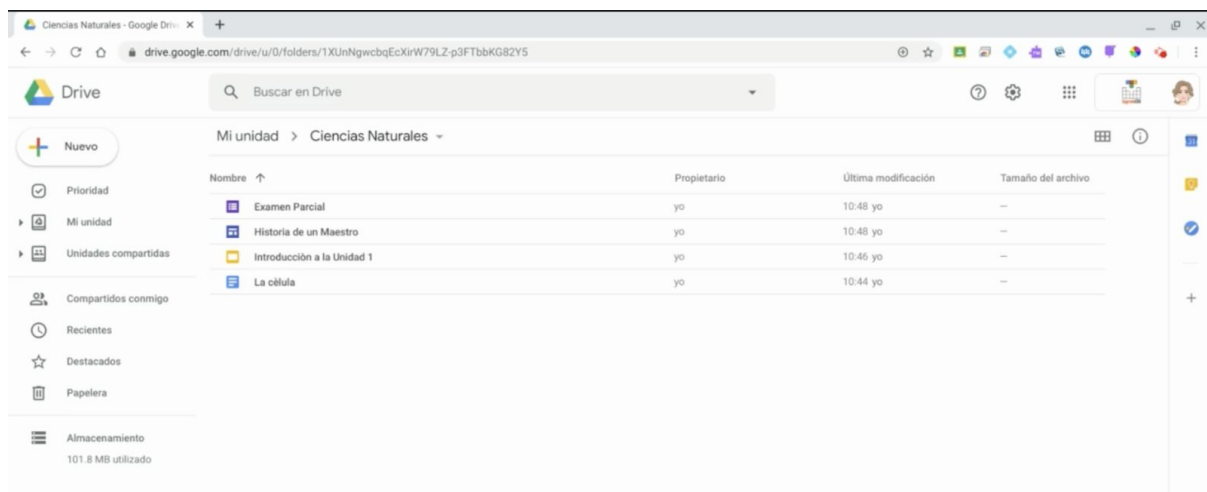 Ciencias Naturales - Google Driv
drive.google.com/drive/u/0/folders/1XUnNgwcbqEcXirW79LZ-p3FTbbKG82Y5
Drive
Buscar en Drive
Nuevo
Prioridad
Mi unidad
Unidades compartidas
Compartidos conmigo
Recientes
Destacados
Papelera
Almacenamiento
101.8 MB utilizado
Mi unidad > Ciencias Naturales
Nombre Propietario Última modificación Tamaño del archivo
Examen Parcial yo 10:48 yo —
Historia de un Maestro yo 10:48 yo —
Introducciòn a la Unidad 1 yo 10:46 yo —
La cèlula yo 10:44 yo —
31